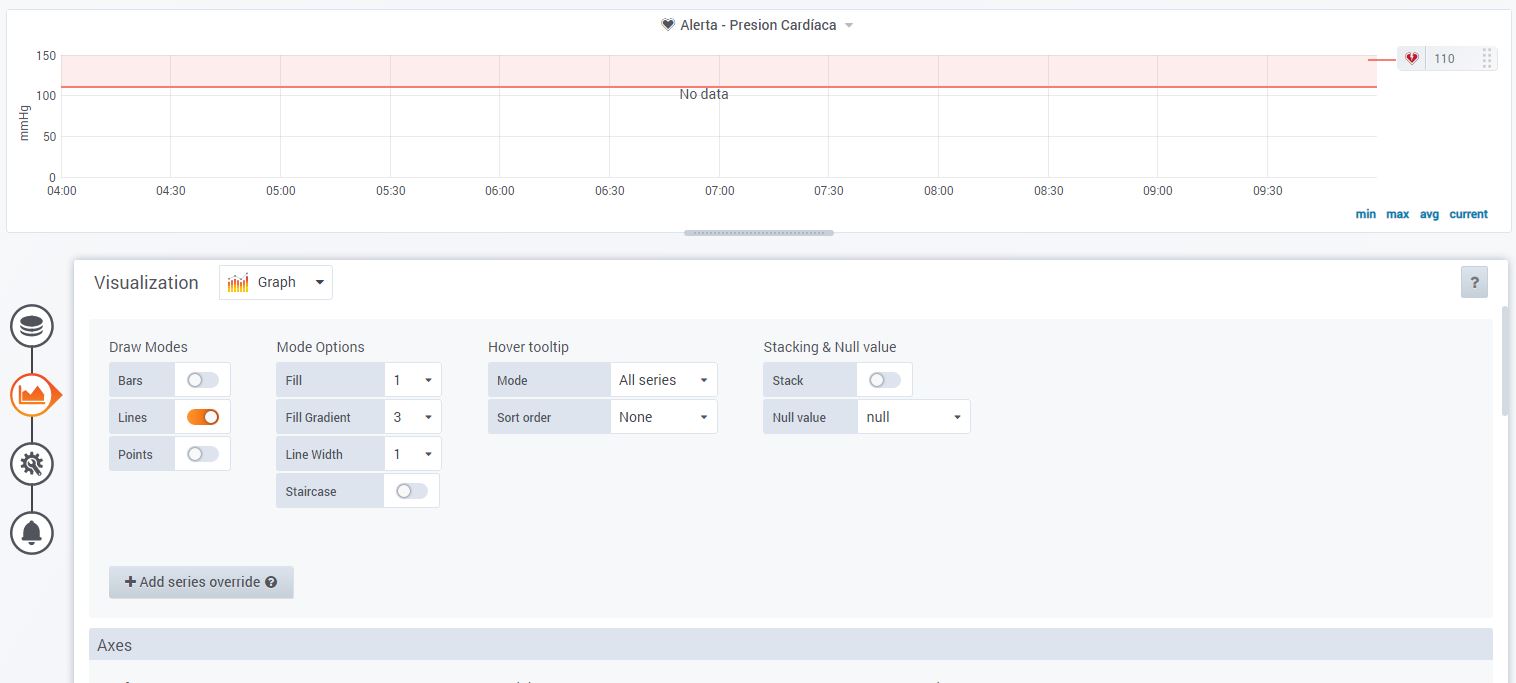 Alerta - Presion Cardíaca
150
110
100
No data
mmHg
50
0
04:00 04:30 05:00 05:30 06:00 06:30 07:00 07:30 08:00 08:30 09:00 09:30
min max avg current
Visualization Graph ?
Draw Modes Mode Options Hover tooltip Stacking & Null value
Bars Fill 1 Mode All series Stack
Lines Fill Gradient 3 Sort order None Null value null
Points Line Width 1
Staircase
+ Add series override ?
Axes